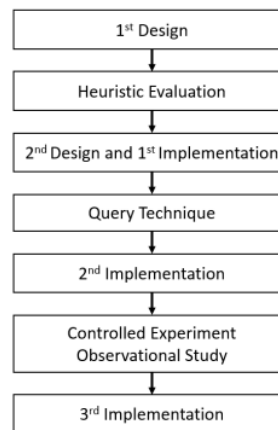 1st Design
Heuristic Evaluation
2nd Design and 1st Implementation
Query Technique
2nd Implementation
Controlled Experiment
Observational Study
3rd Implementation